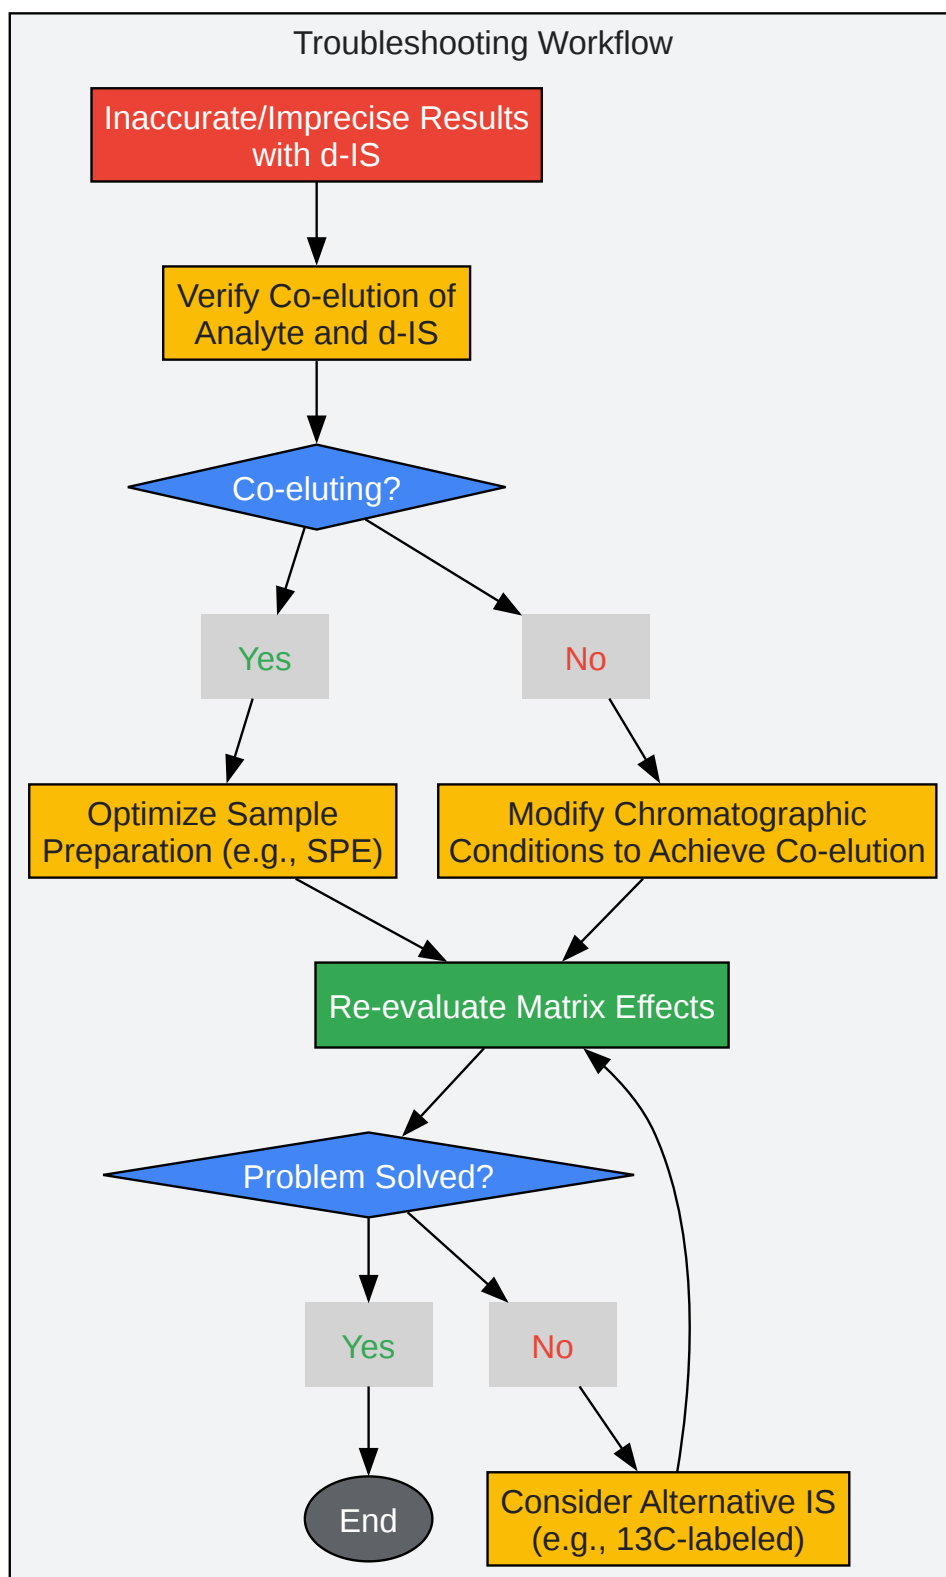 Troubleshooting Workflow
Inaccurate/Imprecise Results
with d-IS
Verify Co-elution of
Analyte and d-IS
Co-eluting?
Yes
No
Optimize Sample
Preparation (e.g., SPE)
Modify Chromatographic
Conditions to Achieve Co-elution
Re-evaluate Matrix Effects
Problem Solved?
Yes
No
End
Consider Alternative IS
(e.g., 13C-labeled)